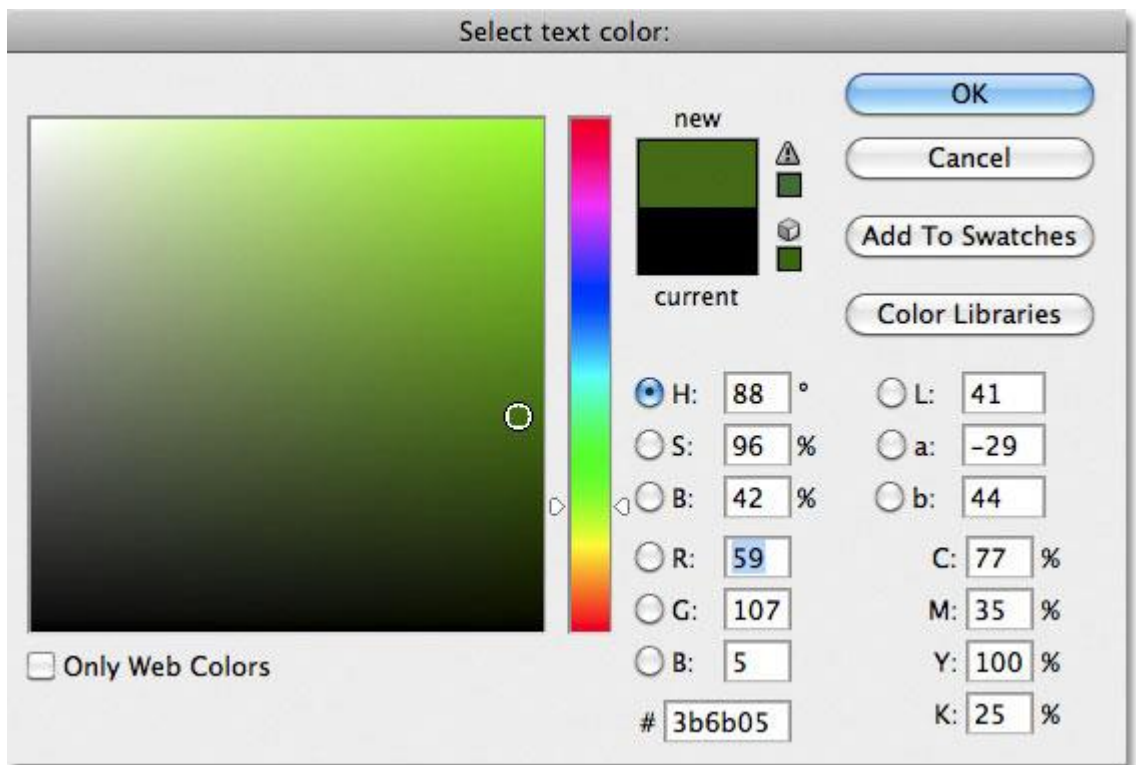 Select text color:
new
current
OK
Cancel
Add To Swatches
Color Libraries
H: 88 °
S: 96 %
B: 42 %
R: 59
G: 107
B: 5
# 3b6b05
L: 41
a: -29
b: 44
C: 77 %
M: 35 %
Y: 100 %
K: 25 %
Only Web Colors